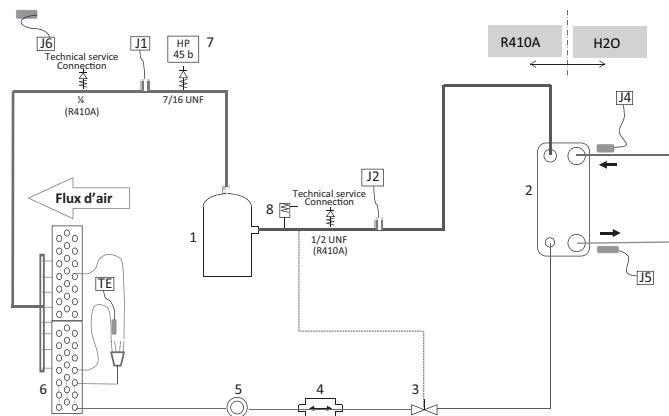 J6
Technical service
Connection
¼
(R410A)
J1
HP
45 b
7
7/16 UNF
R410A
H2O
J4
Flux d'air
1
8
Technical service
Connection
J2
1/2 UNF
(R410A)
2
J5
TE
6
5
4
3